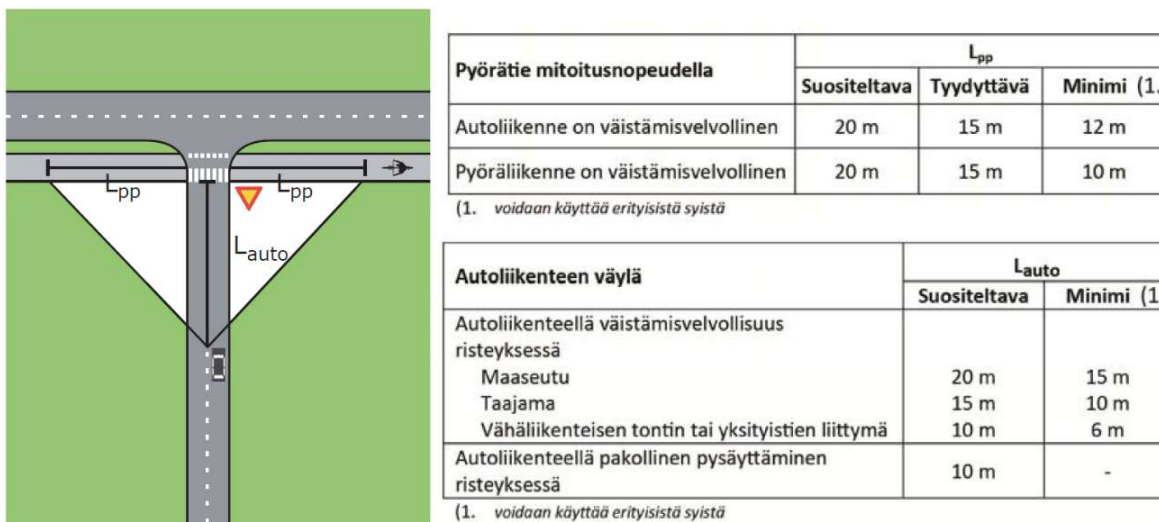 Lpp
Lpp
Lauto
Pyörätie mitoitusnopeudella
Lpp
Suositeltava Tyydyttävä Minimi (1.
Autoliikenne on väistämisvelvollinen 20 m 15 m 12 m
Pyöräliikenne on väistämisvelvollinen 20 m 15 m 10 m
(1. voidaan käyttää erityisistä syistä
Autoliikenteen väylä
Lauto
Suositeltava Minimi (1
Autoliikenteellä väistämisvelvollisuus
risteyksessä
Maaseutu 20 m 15 m
Taajama 15 m 10 m
Vähäliikenteisen tontin tai yksityistien liittymä 10 m 6 m
Autoliikenteellä pakollinen pysäyttäminen
risteyksessä
10 m -
(1. voidaan käyttää erityisistä syistä